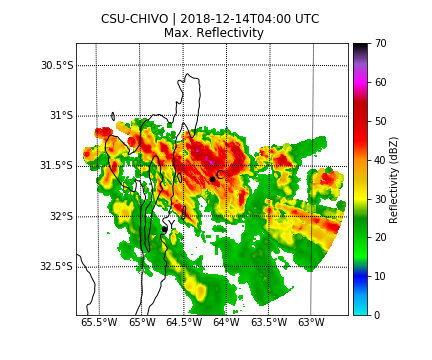 CSU-CHIVO | 2018-12-14T04:00 UTC
Max. Reflectivity
30.5°S
31°S
31.5°S
32°S
32.5°S
65.5°W
65°W
64.5°W
64°W
63.5°W
63°W
C
Y
70
60
50
40
30
20
10
0
Reflectivity (dBZ)